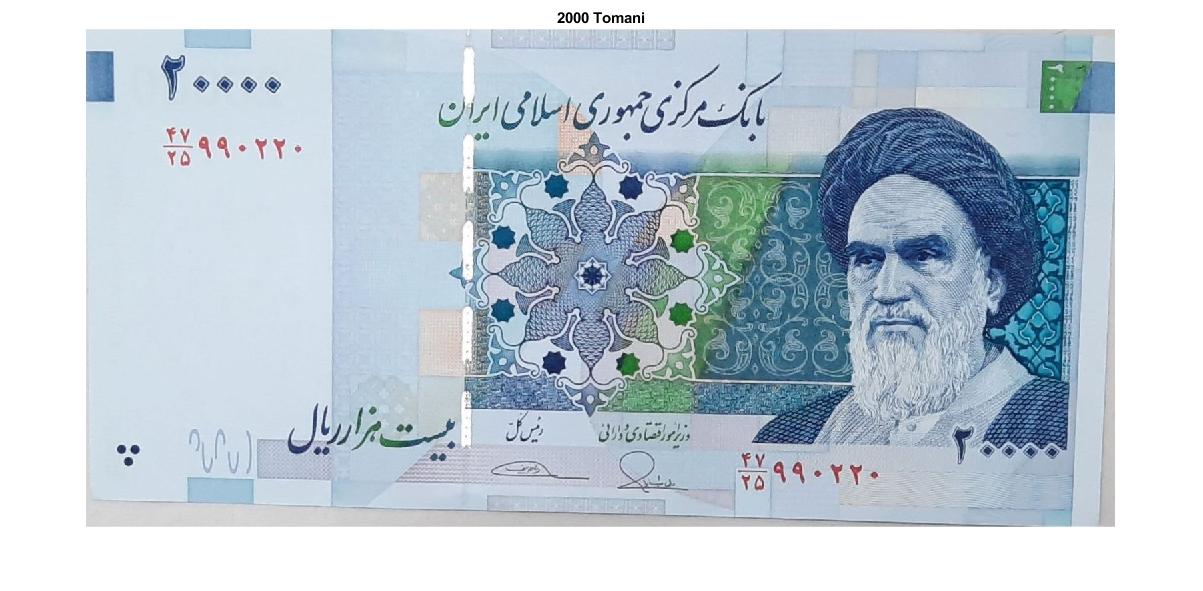 2000 Tomani
۲۰۰۰۰
بانک مرکزی جمهوری اسلامی ایران
۴۷
۲۵ ۹۹۰۲۲۰
بیست هزار ریال
رئیس کل
وزیر امور اقتصادی و دارائی
۲۰۰۰۰
۴۷
۲۵ ۹۹۰۲۲۰